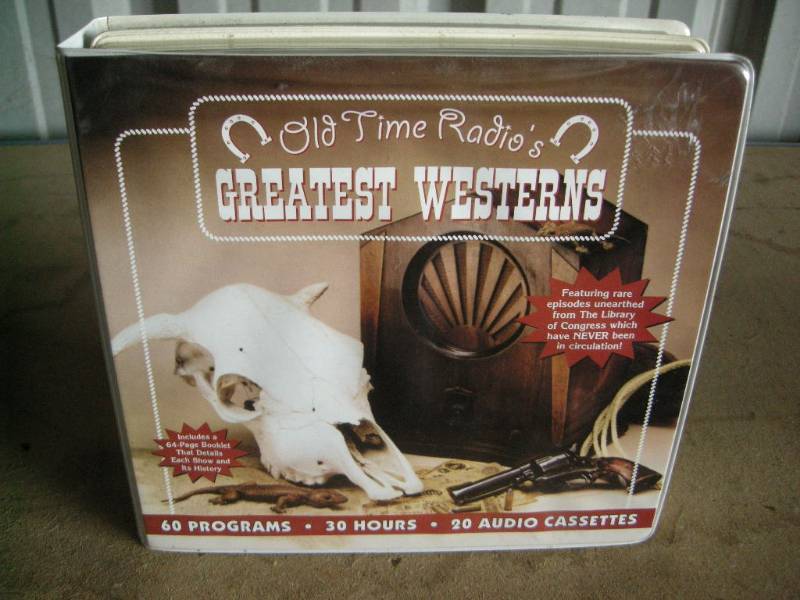 Old Time Radio's
GREATEST WESTERNS
Featuring rare
episodes unearthed
from The Library
of Congress which
have NEVER been
in circulation!
Includes a
64-Page Booklet
That Details
Each Show and
Its History
60 PROGRAMS • 30 HOURS • 20 AUDIO CASSETTES